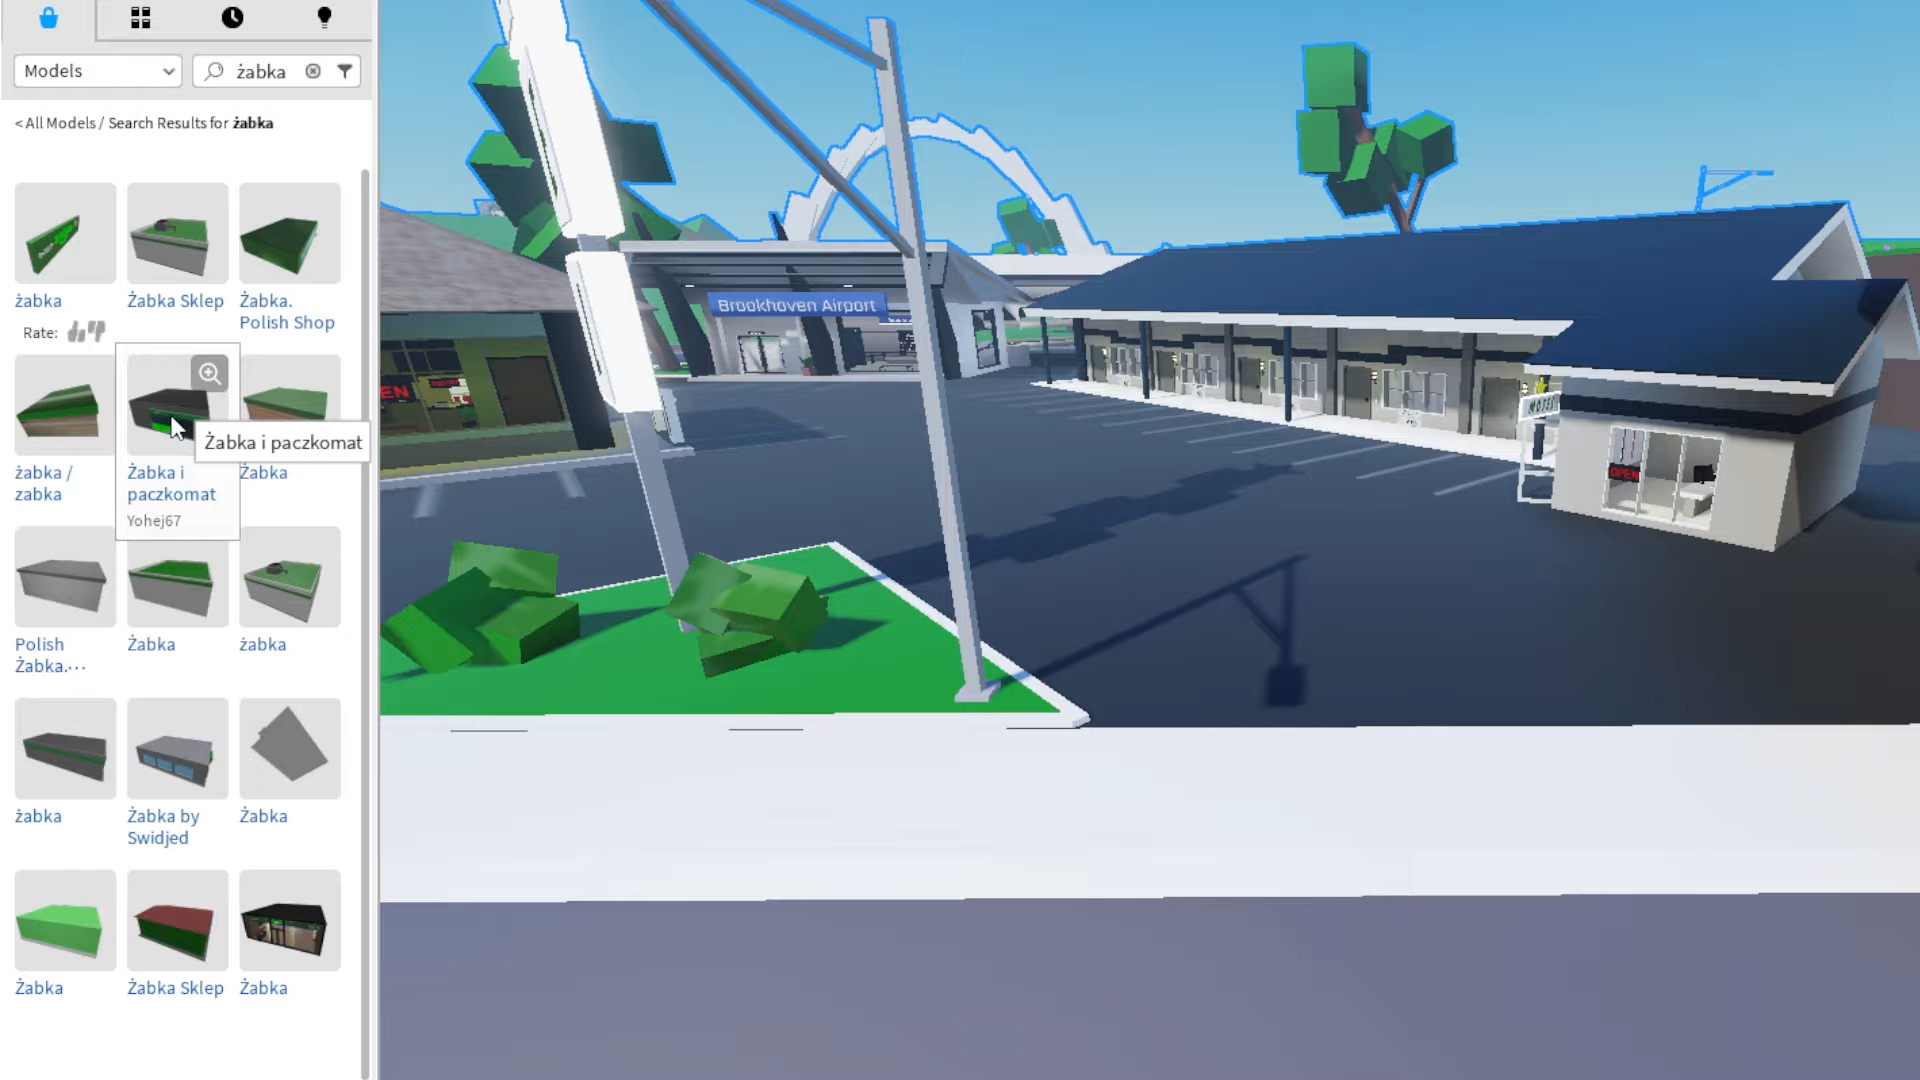 Models
żabka
< All Models / Search Results for żabka
żabka
Żabka Sklep
Żabka.
Polish Shop
Rate:
żabka /
zabka
Żabka i
paczkomat
Yohej67
Żabka i paczkomat
Żabka
Polish
Żabka.···
Żabka
żabka
żabka
Żabka by
Swidjed
Żabka
Żabka
Żabka Sklep
Żabka
Brookhaven Airport
OPEN
MOTEL
OPEN